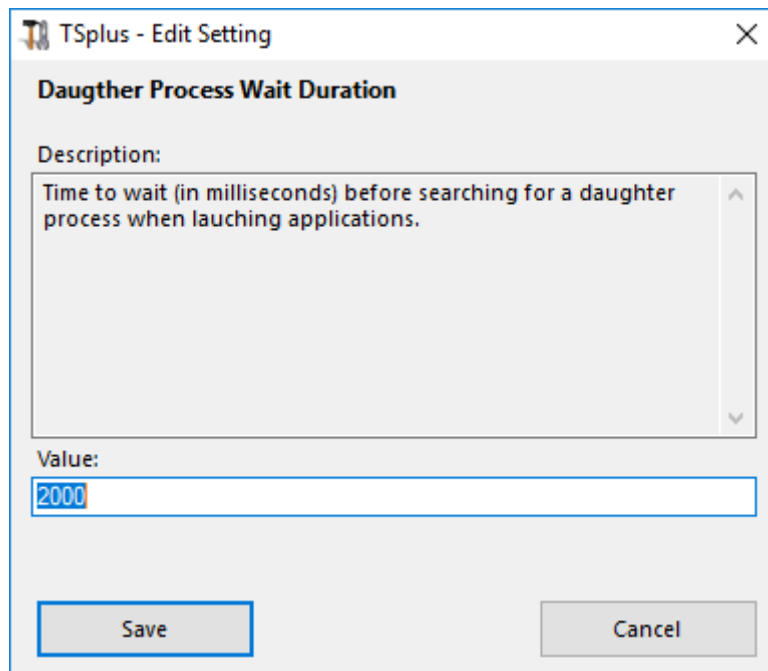 TSplus - Edit Setting
Daugther Process Wait Duration
Description:
Time to wait (in milliseconds) before searching for a daughter
process when lauching applications.
Value:
2000
Save
Cancel